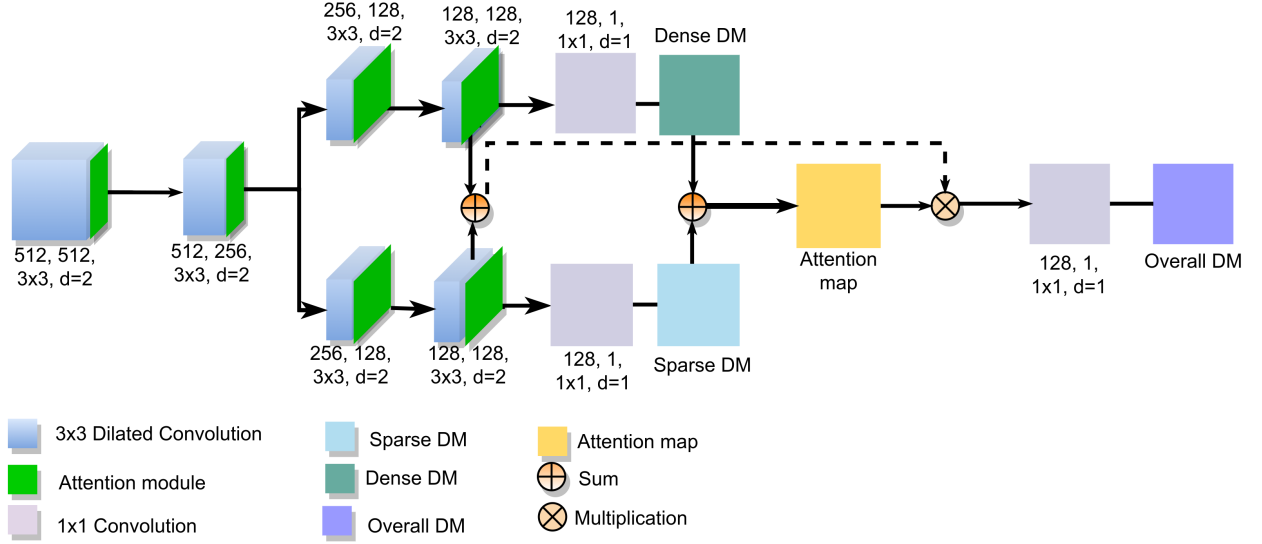 256, 128,
3x3, d=2
128, 128,
3x3, d=2
128, 1,
1x1, d=1
Dense DM
512, 512,
3x3, d=2
512, 256,
3x3, d=2
256, 128,
3x3, d=2
128, 128,
3x3, d=2
128, 1,
1x1, d=1
Sparse DM
Attention
map
128, 1,
1x1, d=1
Overall DM
3x3 Dilated Convolution
Attention module
1x1 Convolution
Sparse DM
Dense DM
Overall DM
Attention map
Sum
Multiplication